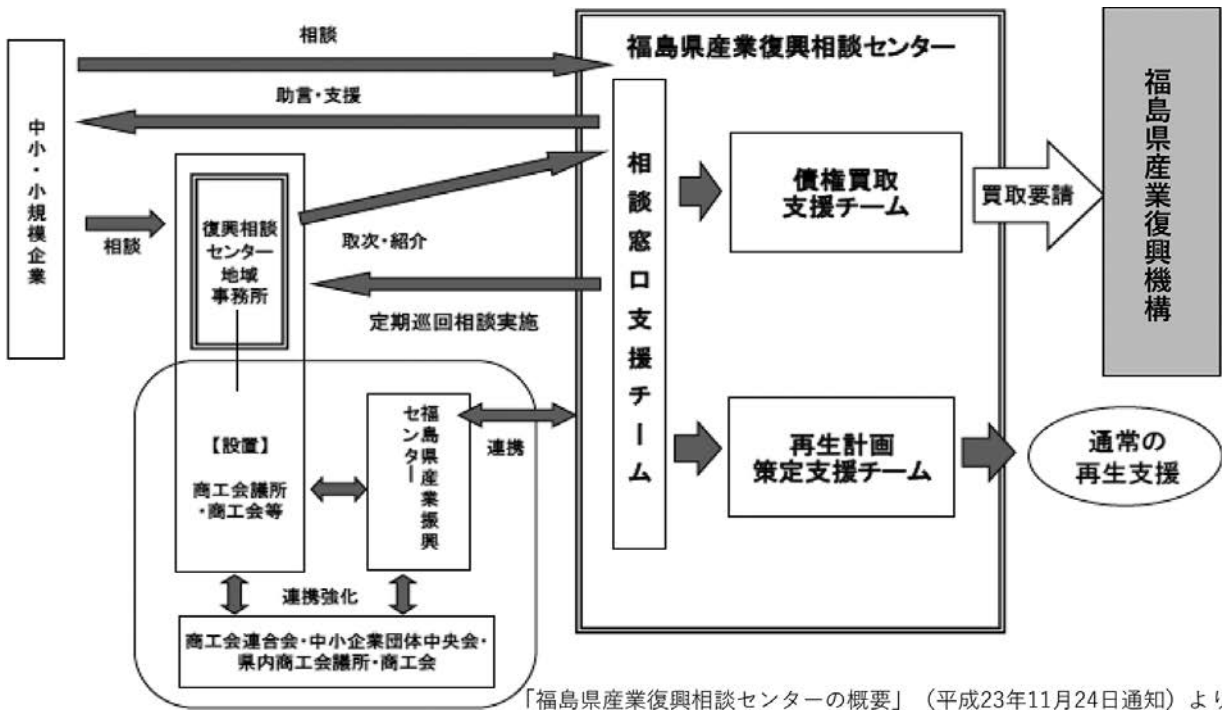 相談
助言・支援
中小・小規模企業
相談
復興相談
センター
地域
事務所
取次・紹介
定期巡回相談実施
【設置】
商工会議所
・商工会等
福島県産業振興
センター
連携
連携強化
商工会連合会・中小企業団体中央会・
県内商工会議所・商工会
福島県産業復興相談センター
相談窓口支援チーム
債権買取
支援チーム
買取要請
福島県産業復興機構
再生計画
策定支援チーム
通常の
再生支援
「福島県産業復興相談センターの概要」（平成23年11月24日通知）より